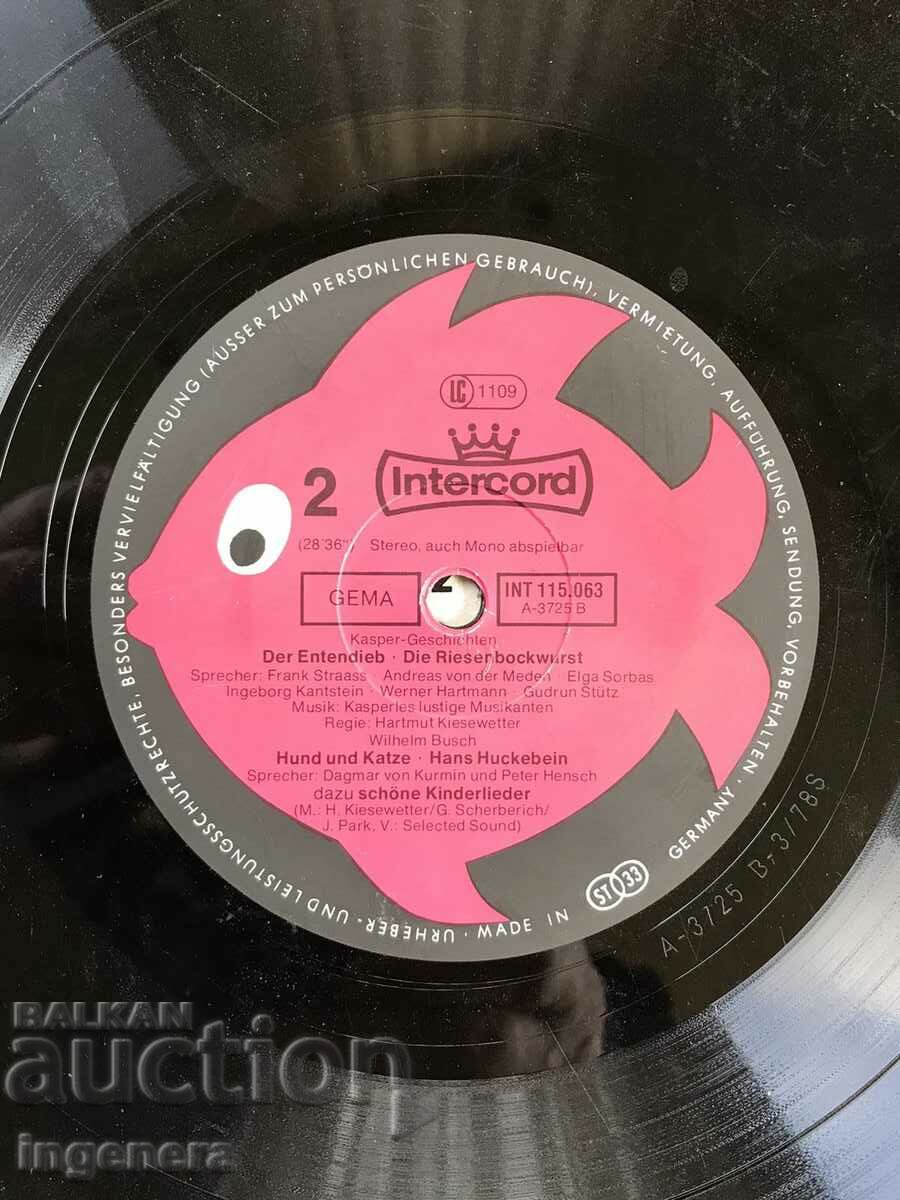 URHEBER- UND LEISTUNGSSCHUTZRECHTE, BESONDERS VERVIELFÄLTIGUNG (AUSSER ZUM PERSÖNLICHEN GEBRAUCH), VERMIETUNG, AUFFÜHRUNG, SENDUNG, VORBEHALTEN · MADE IN GERMANY ·
LC 1109
2 Intercord
(28'36") Stereo, auch Mono abspielbar
GEMA INT 115.063
A-3725 B
Kasper-Geschichten
Der Entendieb · Die Riesenbockwurst
Sprecher: Frank Straass · Andreas von der Meden · Elga Sorbas
Ingeborg Kantstein · Werner Hartmann · Gudrun Stütz
Musik: Kasperles lustige Musikanten
Regie: Hartmut Kiesewetter
Wilhelm Busch
Hund und Katze · Hans Huckebein
Sprecher: Dagmar von Kurmin und Peter Hensch
dazu schöne Kinderlieder
(M.: H. Kiesewetter/G. Scherberich/
J. Park, V.: Selected Sound)
ST 33
A-3725 B-3/78S
BALKAN
auction
ingenera